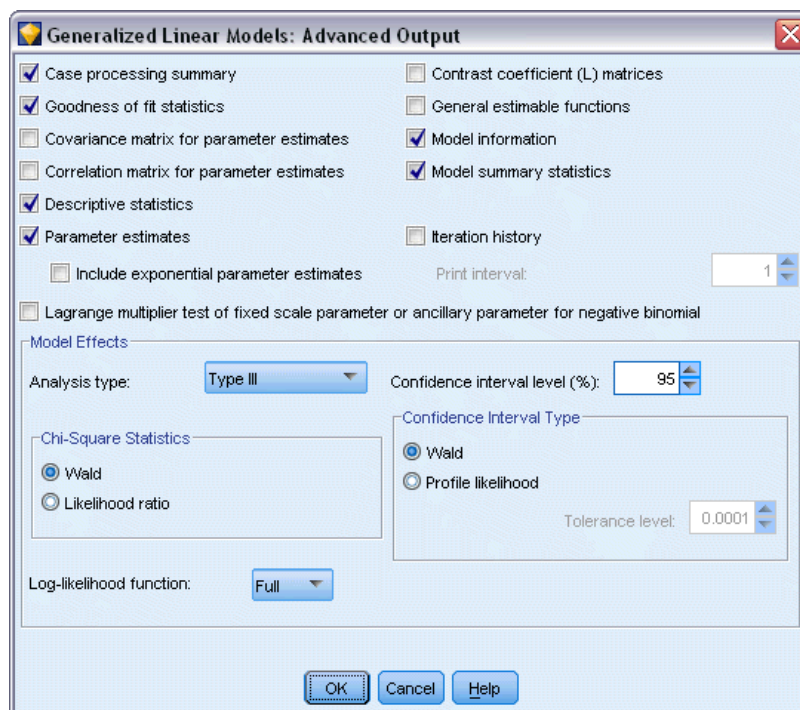 Generalized Linear Models: Advanced Output
Case processing summary
Contrast coefficient (L) matrices
Goodness of fit statistics
General estimable functions
Covariance matrix for parameter estimates
Model information
Correlation matrix for parameter estimates
Model summary statistics
Descriptive statistics
Parameter estimates
Iteration history
Include exponential parameter estimates
Print interval:
1
Lagrange multiplier test of fixed scale parameter or ancillary parameter for negative binomial
Model Effects
Analysis type:
Type III
Confidence interval level (%):
95
Chi-Square Statistics
Wald
Likelihood ratio
Confidence Interval Type
Wald
Profile likelihood
Tolerance level:
0.0001
Log-likelihood function:
Full
OK
Cancel
Help